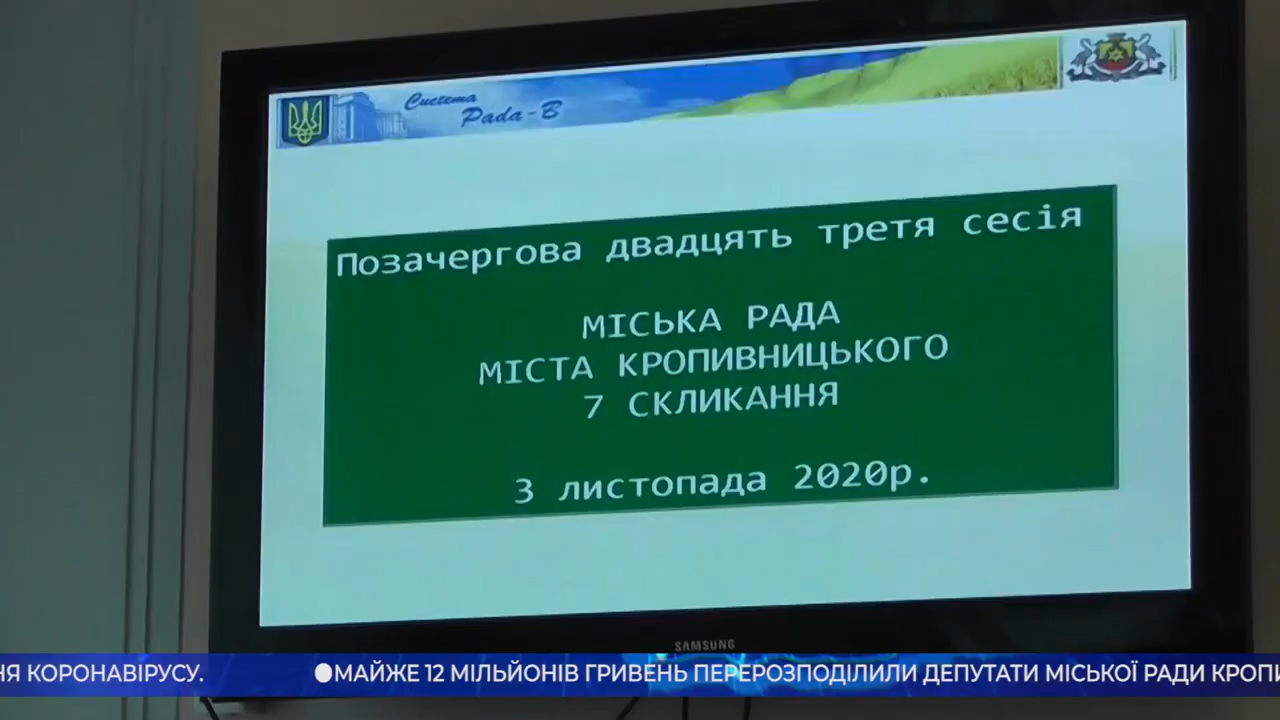 Система
Рада-В
Позачергова двадцять третя сесія
МІСЬКА РАДА
МІСТА КРОПИВНИЦЬКОГО
7 СКЛИКАННЯ
3 листопада 2020р.
SAMSUNG
НЯ КОРОНАВІРУСУ. ●МАЙЖЕ 12 МІЛЬЙОНІВ ГРИВЕНЬ ПЕРЕРОЗПОДІЛИЛИ ДЕПУТАТИ МІСЬКОЇ РАДИ КРОПИ